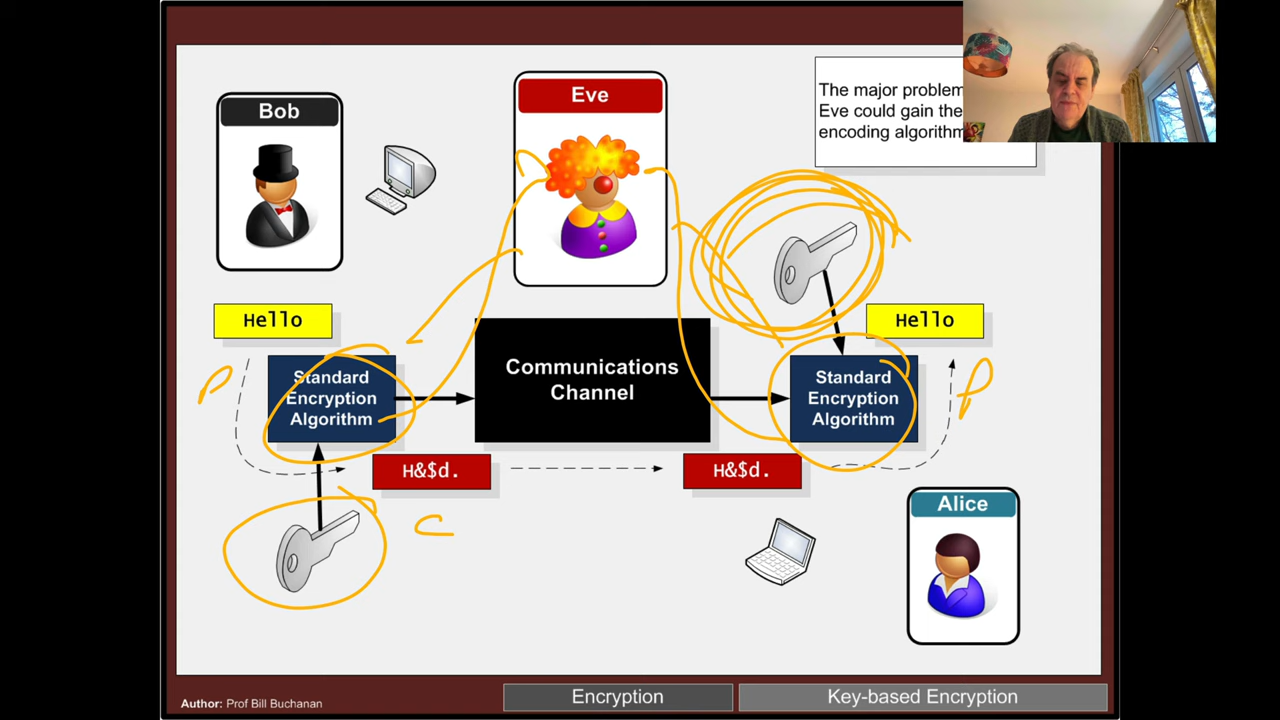 Bob
Eve
The major problem
Eve could gain the
encoding algorithm
Hello
Hello
Communications
Channel
Standard
Encryption
Algorithm
Standard
Encryption
Algorithm
P
P
H&$d.
H&$d.
C
Alice
Author: Prof Bill Buchanan
Encryption
Key-based Encryption